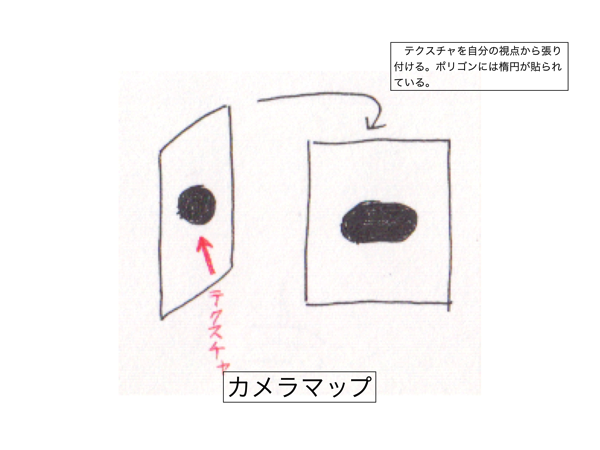 テクスチャを自分の視点から張り
付ける。ポリゴンには楕円が貼られ
ている。
テクスチャ
カメラマップ